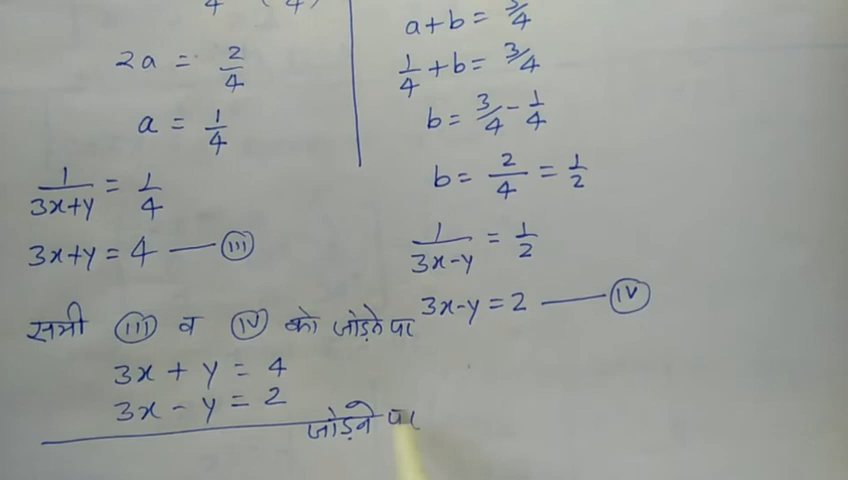 2a = 2/4
a = 1/4
1/3x+y = 1/4
3x+y = 4 — (III)
a+b = 3/4
1/4 + b = 3/4
b = 3/4 - 1/4
b = 2/4 = 1/2
1/3x-y = 1/2
3x-y = 2 — (IV)
समी (III) व (IV) को जोड़ने पर
3x + y = 4
3x - y = 2
जोड़ने पर